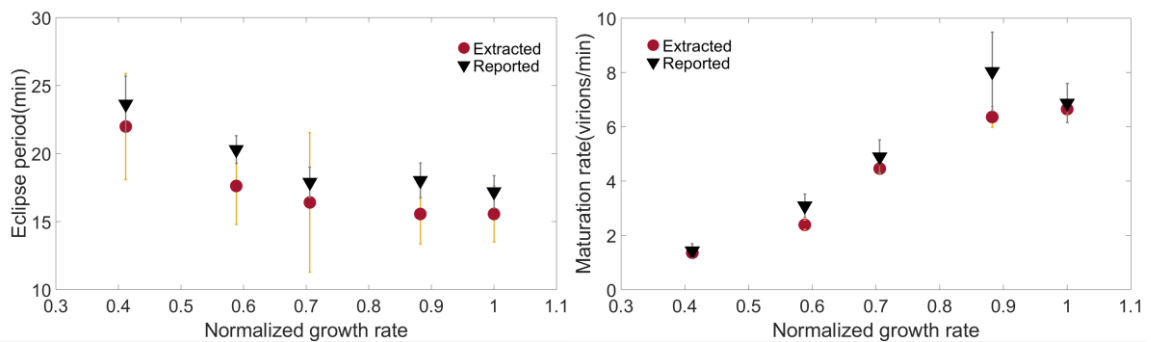 30
25
20
15
10
Eclipse period(min)
Extracted
Reported
0.3 0.4 0.5 0.6 0.7 0.8 0.9 1 1.1
Normalized growth rate
10
8
6
4
2
0
Maturation rate(virions/min)
Extracted
Reported
0.3 0.4 0.5 0.6 0.7 0.8 0.9 1 1.1
Normalized growth rate